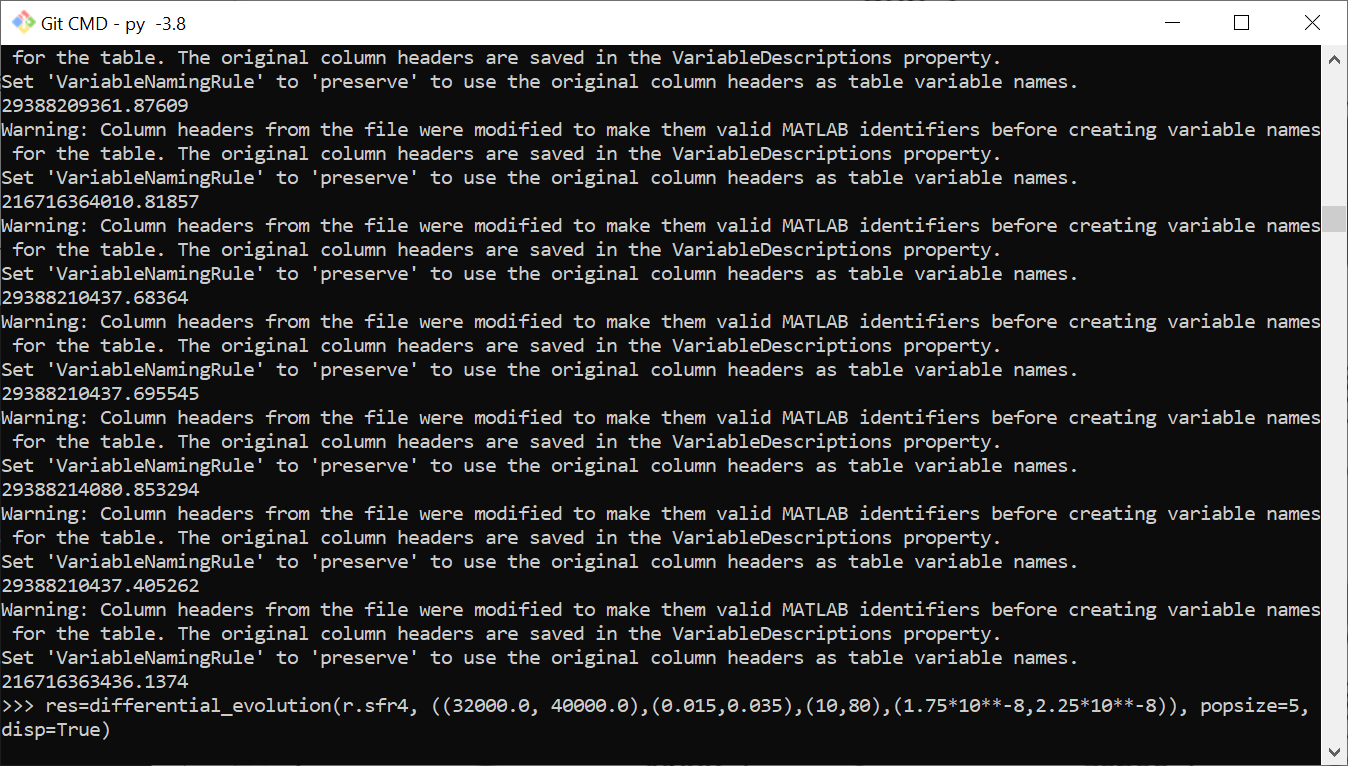 Git CMD - py  -3.8
 for the table. The original column headers are saved in the VariableDescriptions property.
Set 'VariableNamingRule' to 'preserve' to use the original column headers as table variable names.
29388209361.87609
Warning: Column headers from the file were modified to make them valid MATLAB identifiers before creating variable names
 for the table. The original column headers are saved in the VariableDescriptions property.
Set 'VariableNamingRule' to 'preserve' to use the original column headers as table variable names.
216716364010.81857
Warning: Column headers from the file were modified to make them valid MATLAB identifiers before creating variable names
 for the table. The original column headers are saved in the VariableDescriptions property.
Set 'VariableNamingRule' to 'preserve' to use the original column headers as table variable names.
29388210437.68364
Warning: Column headers from the file were modified to make them valid MATLAB identifiers before creating variable names
 for the table. The original column headers are saved in the VariableDescriptions property.
Set 'VariableNamingRule' to 'preserve' to use the original column headers as table variable names.
29388210437.695545
Warning: Column headers from the file were modified to make them valid MATLAB identifiers before creating variable names
 for the table. The original column headers are saved in the VariableDescriptions property.
Set 'VariableNamingRule' to 'preserve' to use the original column headers as table variable names.
29388214080.853294
Warning: Column headers from the file were modified to make them valid MATLAB identifiers before creating variable names
 for the table. The original column headers are saved in the VariableDescriptions property.
Set 'VariableNamingRule' to 'preserve' to use the original column headers as table variable names.
29388210437.405262
Warning: Column headers from the file were modified to make them valid MATLAB identifiers before creating variable names
 for the table. The original column headers are saved in the VariableDescriptions property.
Set 'VariableNamingRule' to 'preserve' to use the original column headers as table variable names.
216716363436.1374
>>> res=differential_evolution(r.sfr4, ((32000.0, 40000.0),(0.015,0.035),(10,80),(1.75*10**-8,2.25*10**-8)), popsize=5,
disp=True)